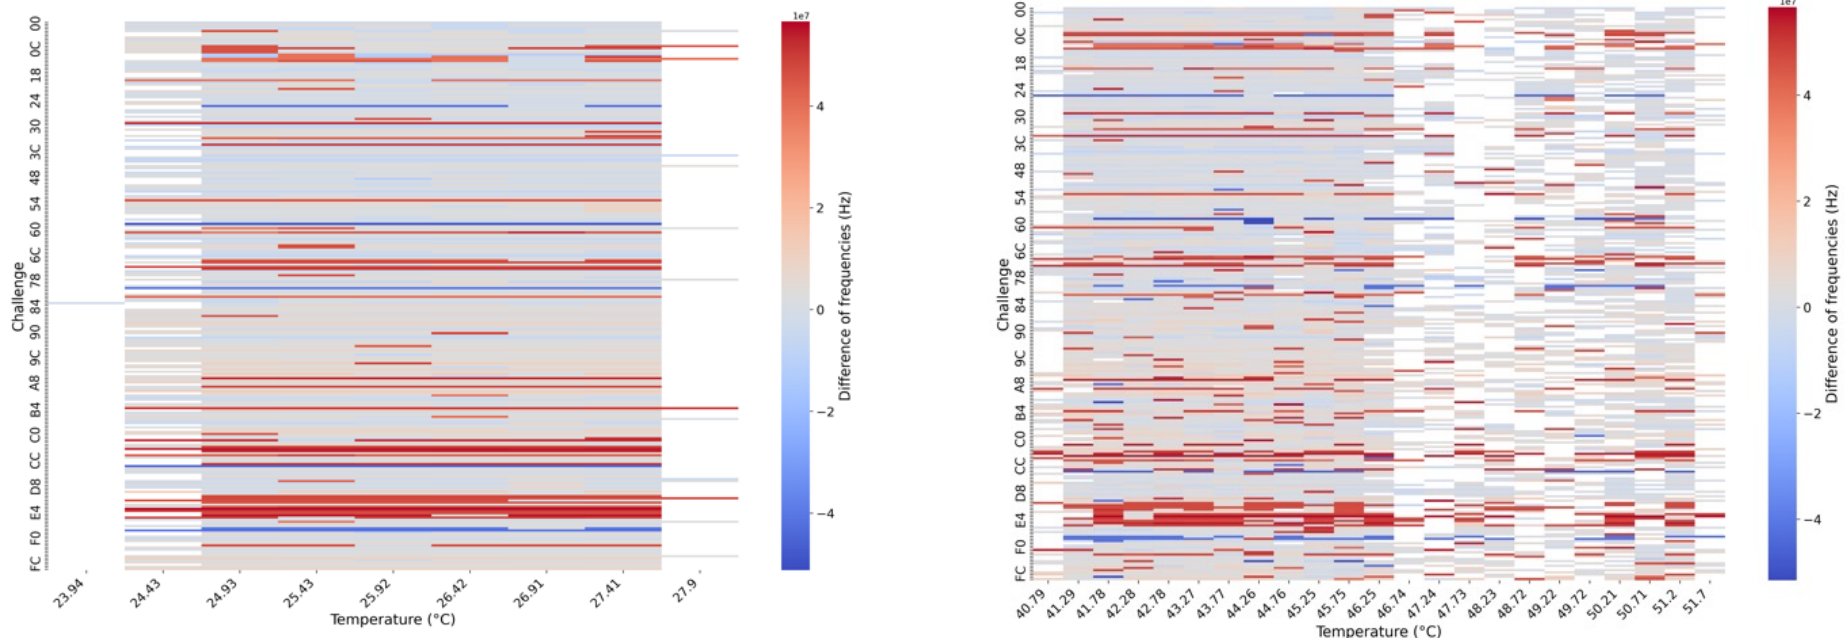 1e7
00
0C
18
24
30
3C
48
54
60
6C
78
84
90
9C
A8
B4
C0
CC
D8
E4
F0
FC
Challenge
23.94
24.43
24.93
25.43
25.92
26.42
26.91
27.41
27.9
Temperature (°C)
4
2
0
−2
−4
Difference of frequencies (Hz)
1e7
00
0C
18
24
30
3C
48
54
60
6C
78
84
90
9C
A8
B4
C0
CC
D8
E4
F0
FC
Challenge
40.79
41.29
41.78
42.28
42.78
43.27
43.77
44.26
44.76
45.25
45.75
46.25
46.74
47.24
47.73
48.23
48.72
49.22
49.72
50.21
50.71
51.2
51.7
Temperature (°C)
4
2
0
−2
−4
Difference of frequencies (Hz)